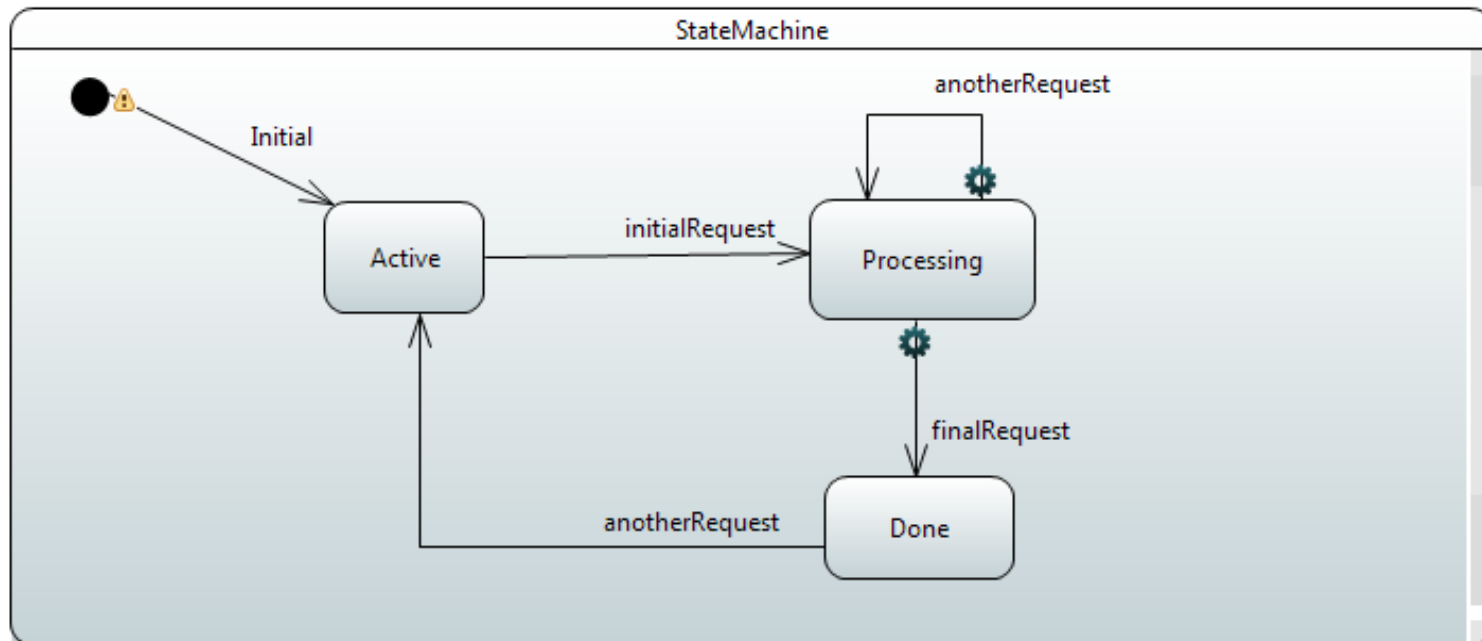 StateMachine
anotherRequest
Initial
initialRequest
Active
Processing
finalRequest
anotherRequest
Done